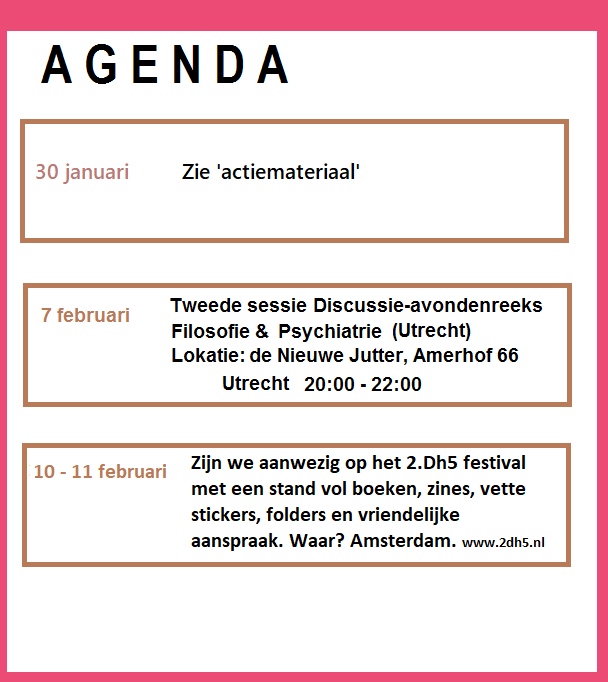 AGENDA
30 januari Zie 'actiemateriaal'
7 februari Tweede sessie Discussie-avondenreeks
Filosofie & Psychiatrie (Utrecht)
Lokatie: de Nieuwe Jutter, Amerhof 66
Utrecht 20:00 - 22:00
10 - 11 februari Zijn we aanwezig op het 2.Dh5 festival
met een stand vol boeken, zines, vette
stickers, folders en vriendelijke
aanspraak. Waar? Amsterdam. www.2dh5.nl